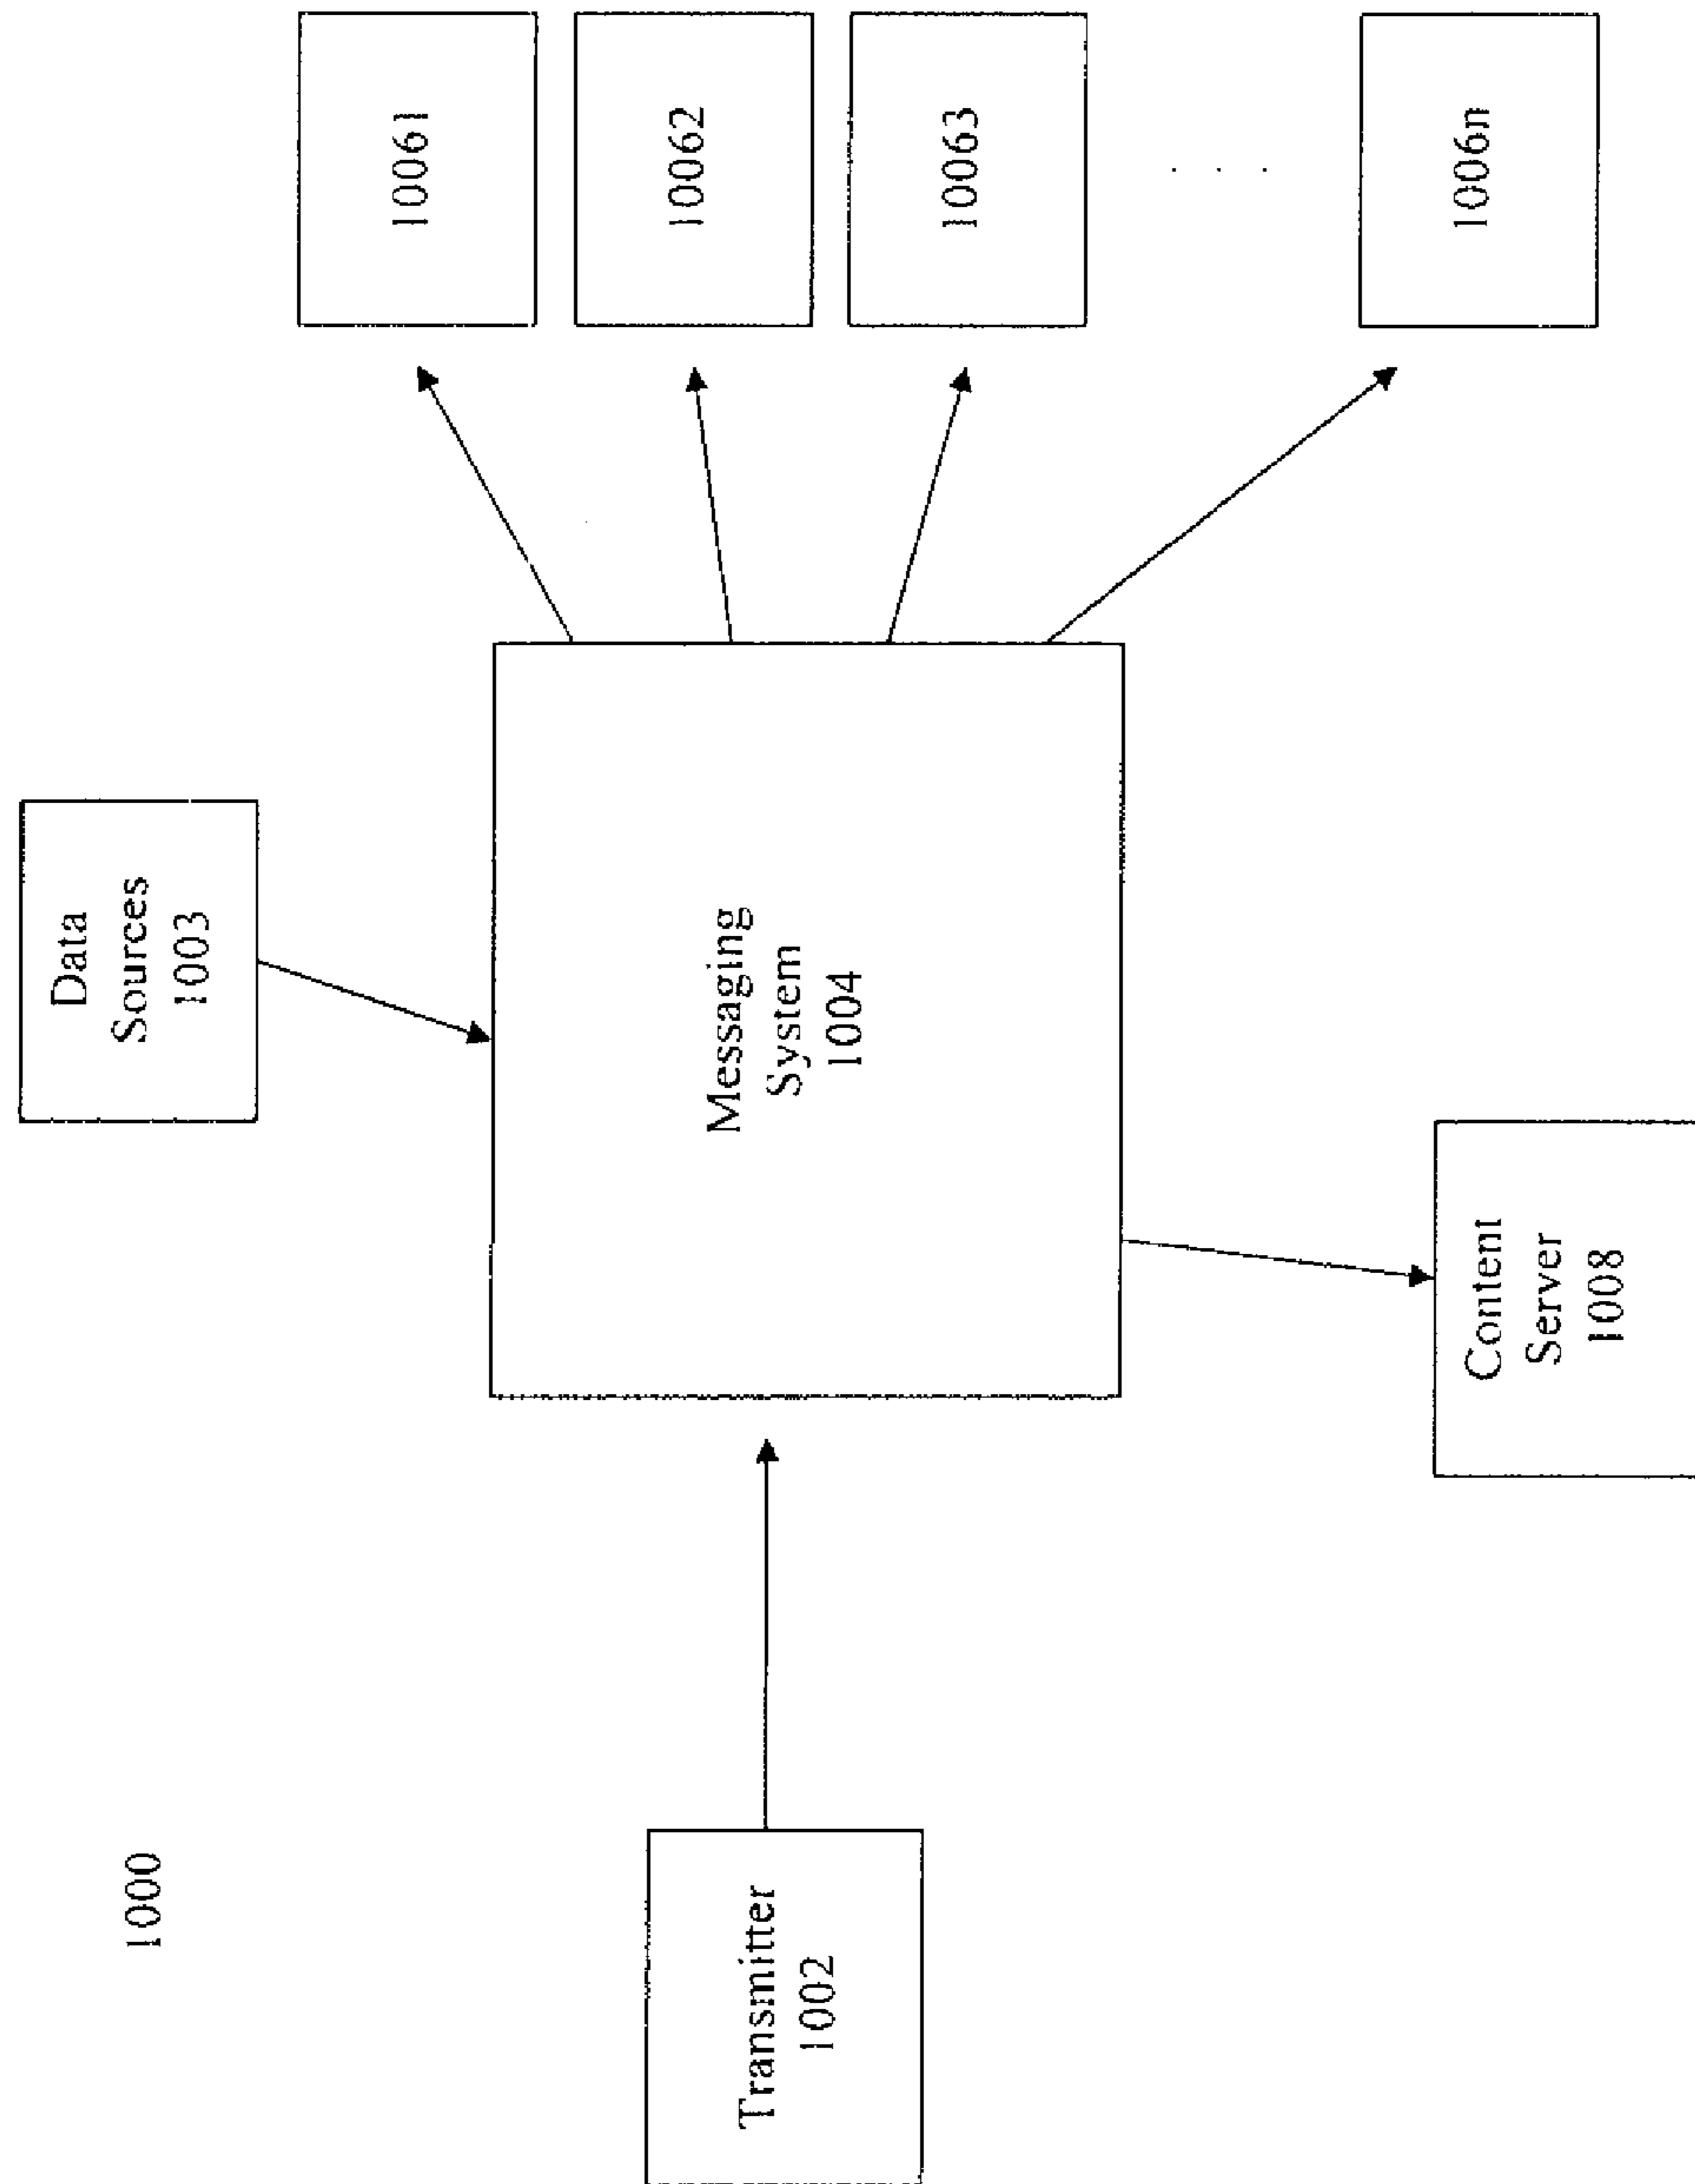 1000
Data
Sources
1003
Transmitter
1002
Messaging
System
1004
Content
Server
1008
10061
10062
10063
. . .
1006n